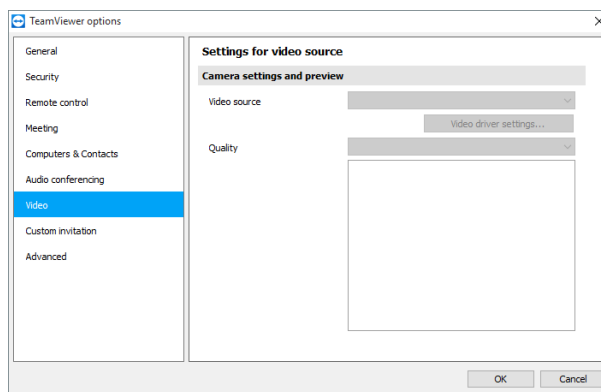 TeamViewer options
General
Security
Remote control
Meeting
Computers & Contacts
Audio conferencing
Video
Custom invitation
Advanced
Settings for video source
Camera settings and preview
Video source
Video driver settings...
Quality
OK
Cancel